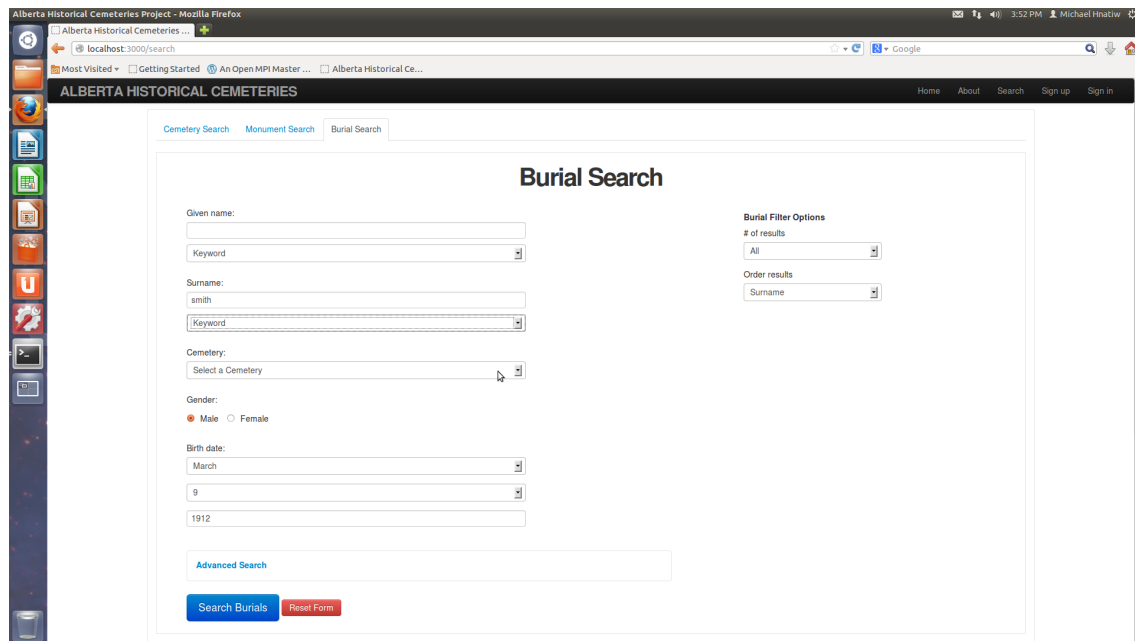 Alberta Historical Cemeteries Project - Mozilla Firefox
3:52 PM Michael Hnatiw
Alberta Historical Cemeteries ...
localhost:3000/search
Google
Most Visited Getting Started An Open MPI Master ... Alberta Historical Ce...
ALBERTA HISTORICAL CEMETERIES
Home About Search Sign up Sign in
Cemetery Search Monument Search Burial Search
Burial Search
Given name:
Keyword
Surname:
smith
Keyword
Cemetery:
Select a Cemetery
Gender:
Male Female
Birth date:
March
9
1912
Advanced Search
Search Burials Reset Form
Burial Filter Options
# of results
All
Order results
Surname